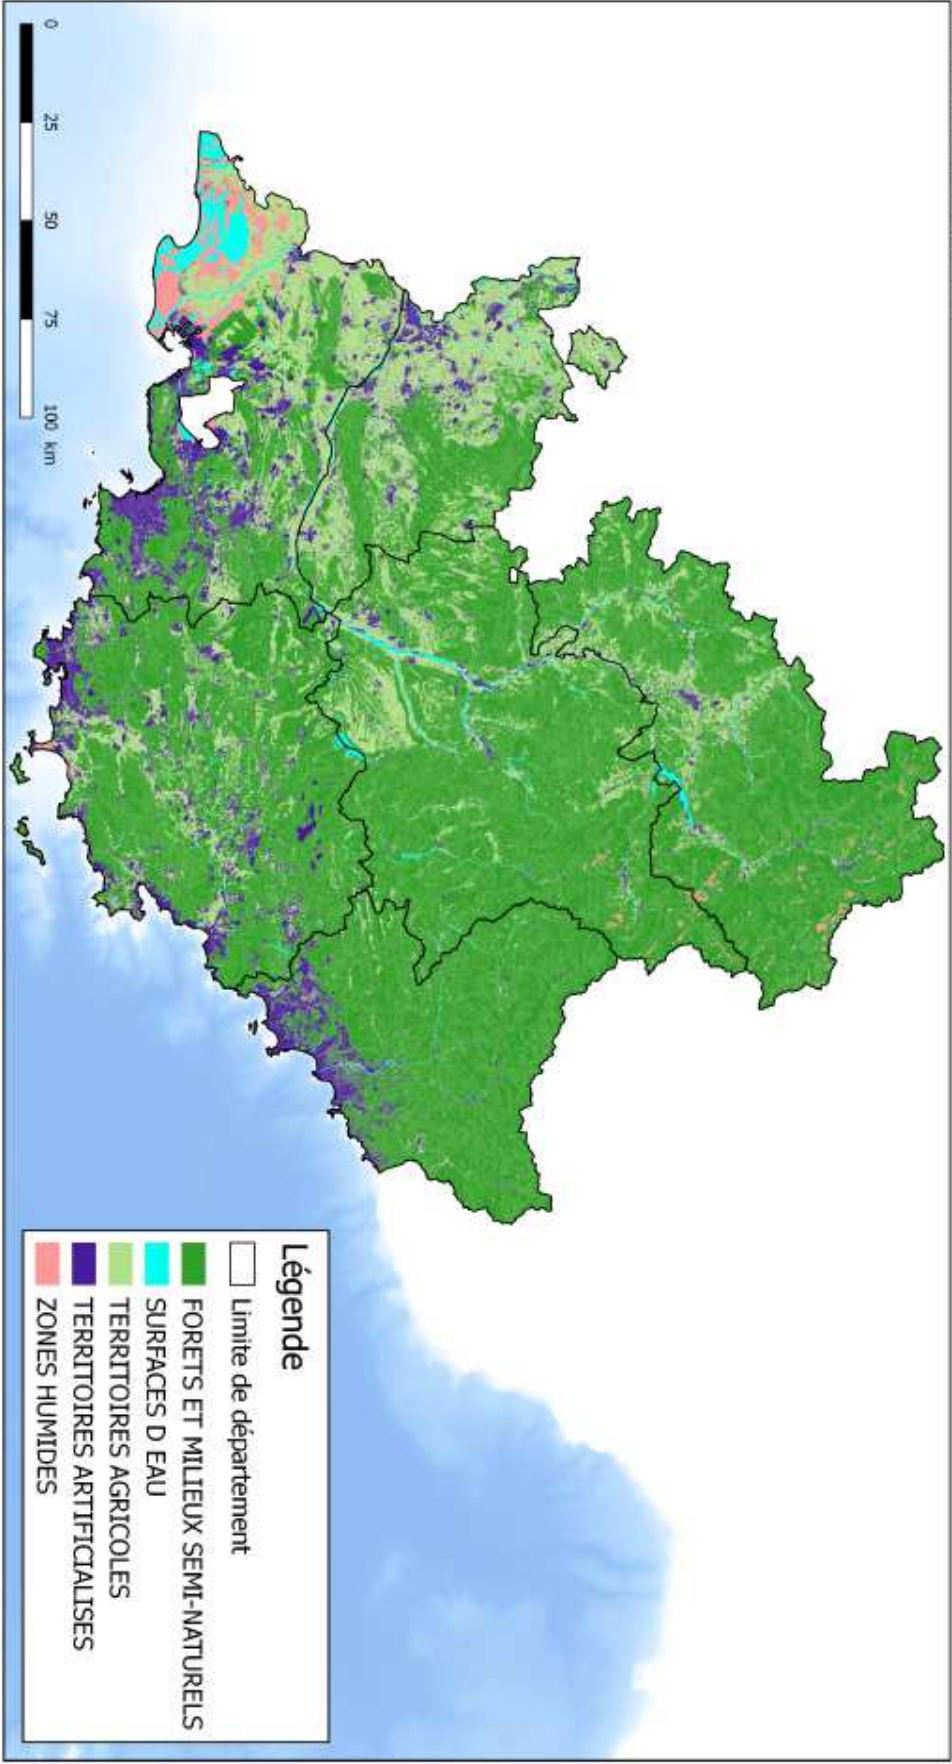 Légende
Limite de département
FORETS ET MILIEUX SEMI-NATURELS
SURFACES D EAU
TERRITOIRES AGRICOLES
TERRITOIRES ARTIFICIALISES
ZONES HUMIDES
0 25 50 75 100 km